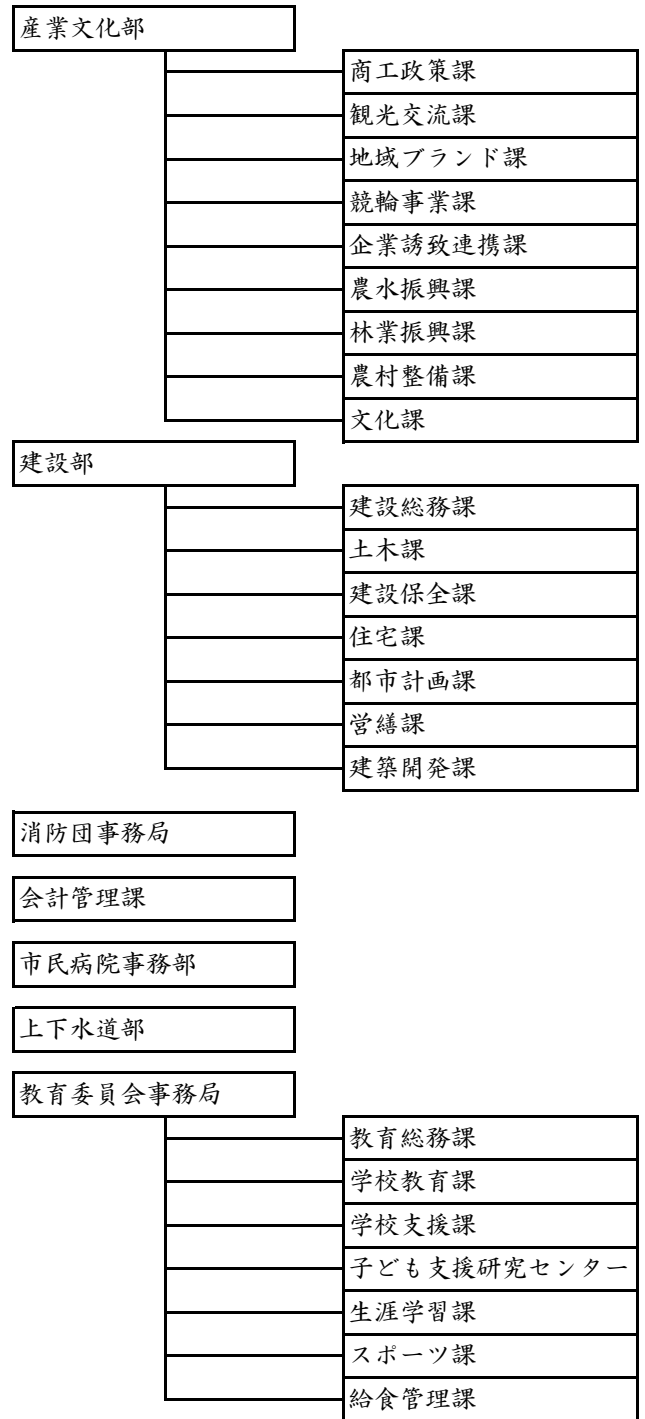 産業文化部
商工政策課
観光交流課
地域ブランド課
競輪事業課
企業誘致連携課
農水振興課
林業振興課
農村整備課
文化課
建設部
建設総務課
土木課
建設保全課
住宅課
都市計画課
営繕課
建築開発課
消防団事務局
会計管理課
市民病院事務部
上下水道部
教育委員会事務局
教育総務課
学校教育課
学校支援課
子ども支援研究センター
生涯学習課
スポーツ課
給食管理課